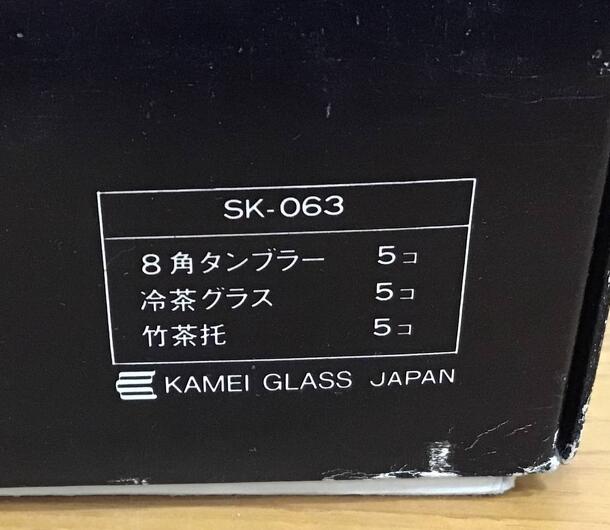 SK-063
8角タンブラー 5コ
冷茶グラス 5コ
竹茶托 5コ
KAMEI GLASS JAPAN